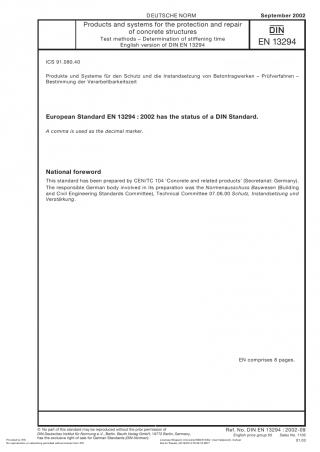 DEUTSCHE NORM
September 2002
Products and systems for the protection and repair
of concrete structures
Test methods – Determination of stiffening time
English version of DIN EN 13294
DIN
EN 13294
ICS 91.080.40
Produkte und Systeme für den Schutz und die Instandsetzung von Betontragwerken – Prüfverfahren –
Bestimmung der Verarbeitbarkeitszeit
European Standard EN 13294 : 2002 has the status of a DIN Standard.
A comma is used as the decimal marker.
National foreword
This standard has been prepared by CEN/TC 104 ‘Concrete and related products’ (Secretariat: Germany).
The responsible German body involved in its preparation was the Normenausschuss Bauwesen (Building
and Civil Engineering Standards Committee), Technical Committee 07.06.00 Schutz, Instandsetzung und
Verstärkung.
EN comprises 8 pages.
© No part of this standard may be reproduced without the prior permission of
DIN Deutsches Institut für Normung e.V., Berlin. Beuth Verlag GmbH, 10772 Berlin, Germany,
has the exclusive right of sale for German Standards (DIN-Normen).
Ref. No. DIN EN 13294 : 2002-09
English price group 09 Sales No. 1109
01.03